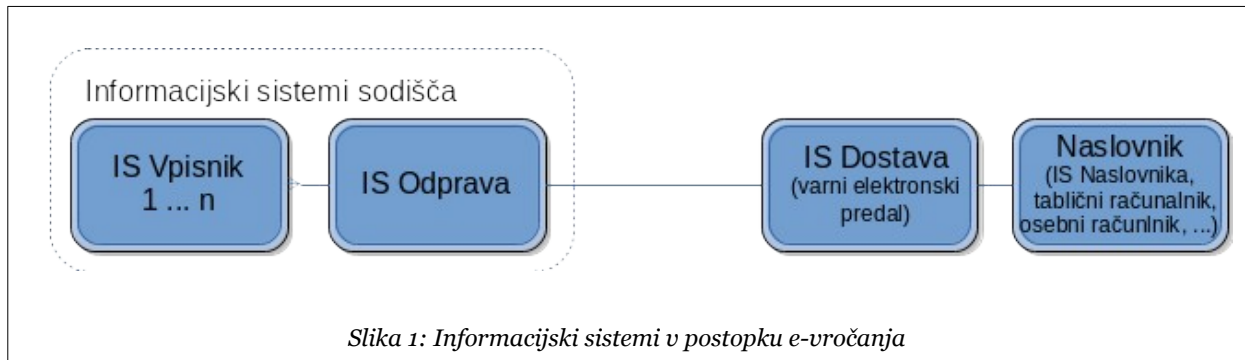 Informacijski sistemi sodišča
IS Vpisnik
1 ... n
IS Odprava
IS Dostava
(varni elektronski
predal)
Naslovnik
(IS Naslovnika,
tablični računalnik,
osebni računlnik, ...)
Slika 1: Informacijski sistemi v postopku e-vročanja